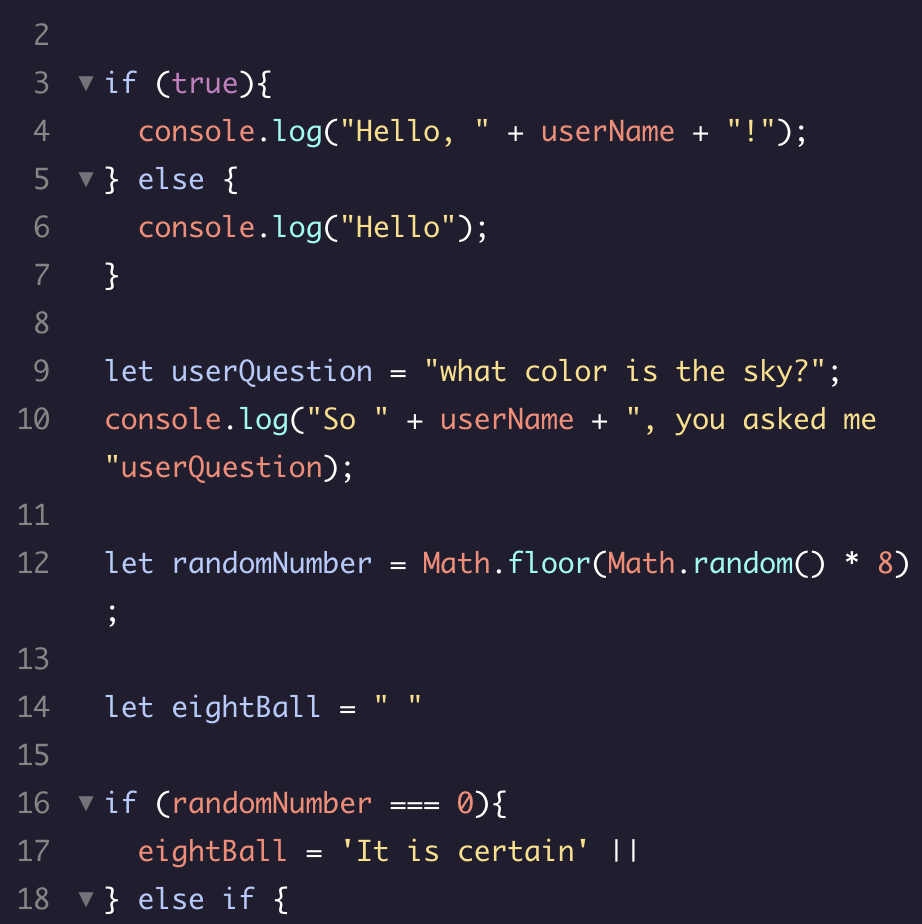 2
3 ▼ if (true){
4 console.log("Hello, " + userName + "!");
5 ▼ } else {
6 console.log("Hello");
7 }
8
9 let userQuestion = "what color is the sky?";
10 console.log("So " + userName + ", you asked me
"userQuestion);
11
12 let randomNumber = Math.floor(Math.random() * 8)
;
13
14 let eightBall = " "
15
16 ▼ if (randomNumber === 0){
17 eightBall = 'It is certain' ||
18 ▼ } else if {